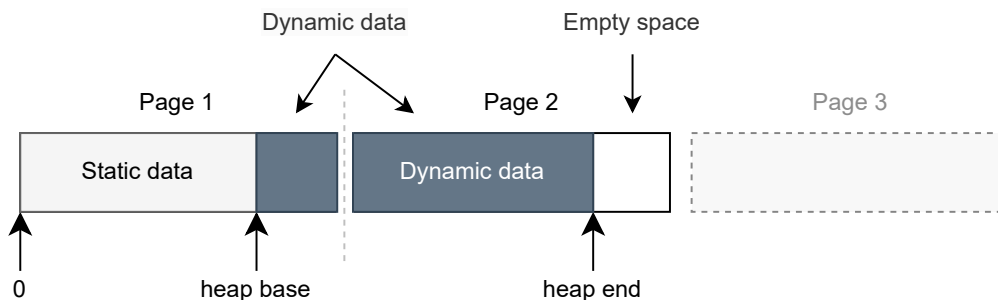 Dynamic data
Empty space
Page 1
Page 2
Page 3
Static data
Dynamic data
0
heap base
heap end